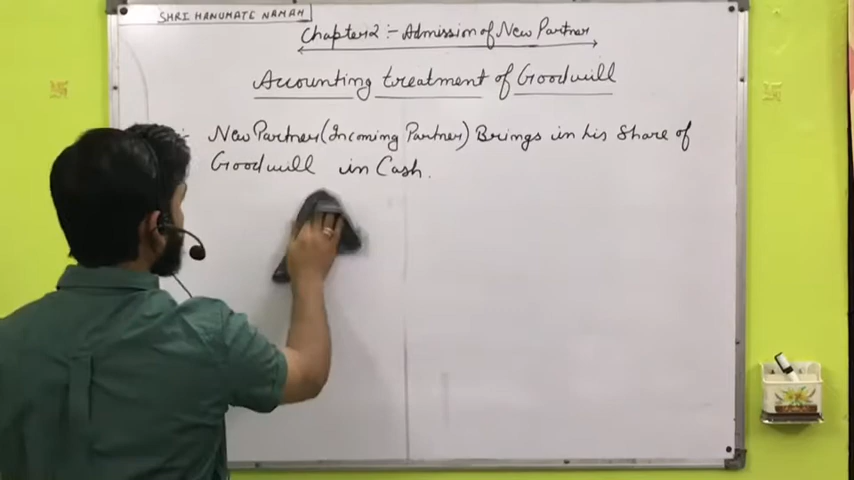 SHRI HANUMATE NAMAH
Chapter 2 :- Admission of New Partner
Accounting treatment of Goodwill
New Partner (Incoming Partner) Brings in his Share of
Goodwill in Cash.